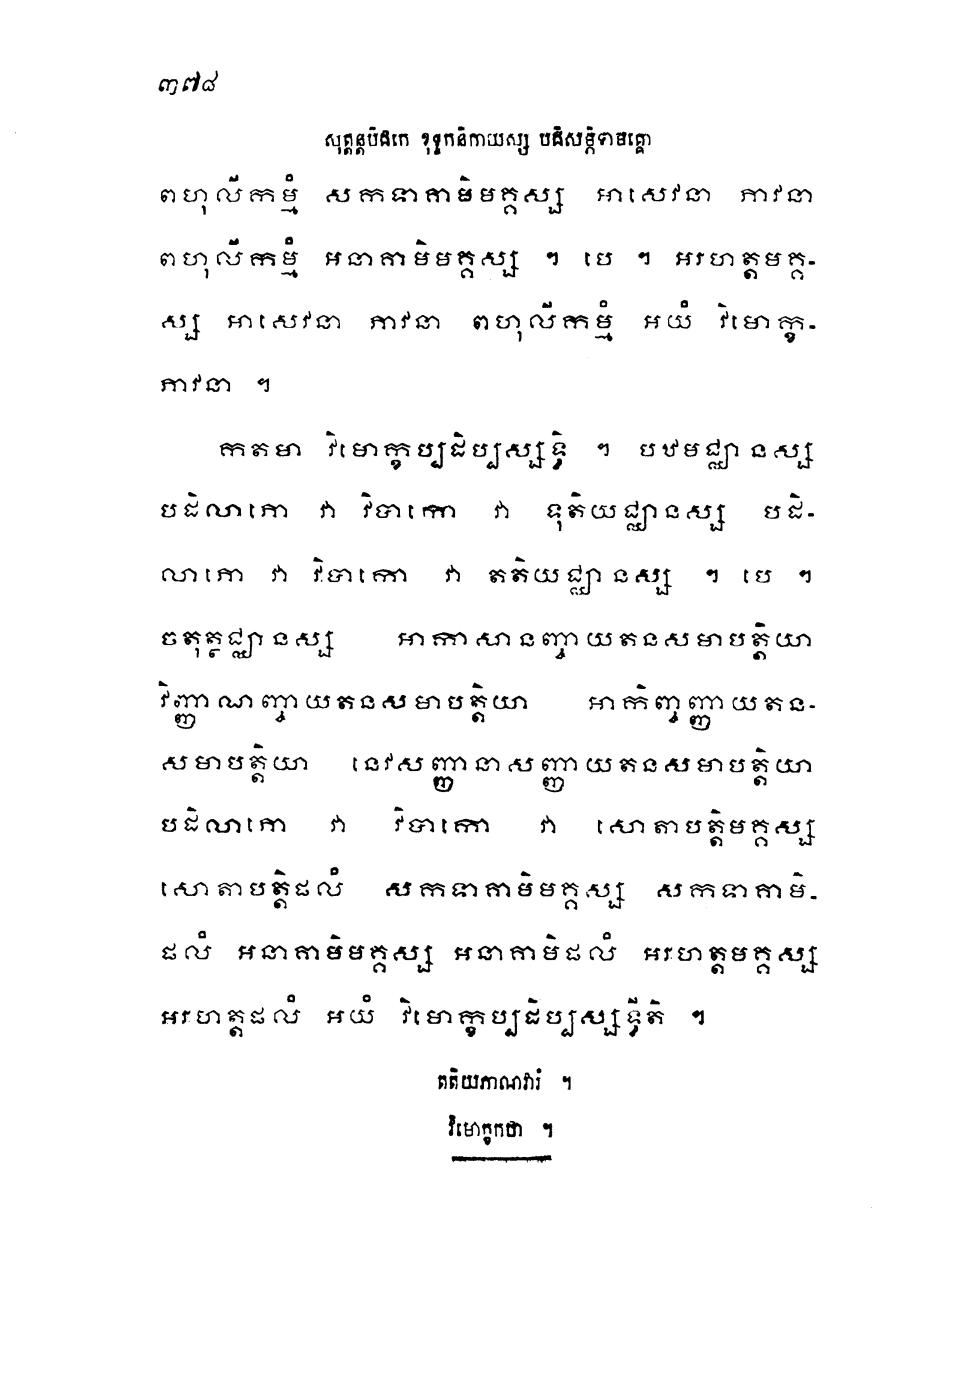 ៣៧៨
សុត្តន្តបិដកេ ខុទ្ទកនិកាយស្ស បដិសម្ភិទាមគ្គោ
ពហុលីកម្មំ សកទាគាមិមគ្គស្ស អាសេវនា ភាវនា
ពហុលីកម្មំ អនាគាមិមគ្គស្ស ។ បេ ។ អរហត្តមគ្គ-
ស្ស អាសេវនា ភាវនា ពហុលីកម្មំ អយំ វិមោក្ខ-
ភាវនា ។
កតមា វិមោក្ខប្បដិប្បស្សទ្ធិ ។ បឋមជ្ឈានស្ស
បដិលាភោ វា វិបាកោ វា ទុតិយជ្ឈានស្ស បដិ-
លាភោ វា វិបាកោ វា តតិយជ្ឈានស្ស ។ បេ ។
ចតុត្ថជ្ឈានស្ស អាកាសានញ្ចាយតនសមាបត្តិយា
វិញ្ញាណញ្ចាយតនសមាបត្តិយា អាកិញ្ចញ្ញាយតន-
សមាបត្តិយា នេវសញ្ញានាសញ្ញាយតនសមាបត្តិយា
បដិលាភោ វា វិបាកោ វា សោតាបត្តិមគ្គស្ស
សោតាបត្តិផលំ សកទាគាមិមគ្គស្ស សកទាគាមិ-
ផលំ អនាគាមិមគ្គស្ស អនាគាមិផលំ អរហត្តមគ្គស្ស
អរហត្តផលំ អយំ វិមោក្ខប្បដិប្បស្សទ្ធីតិ ។
តតិយភាណវារំ ។
វិមោក្ខកថា ។